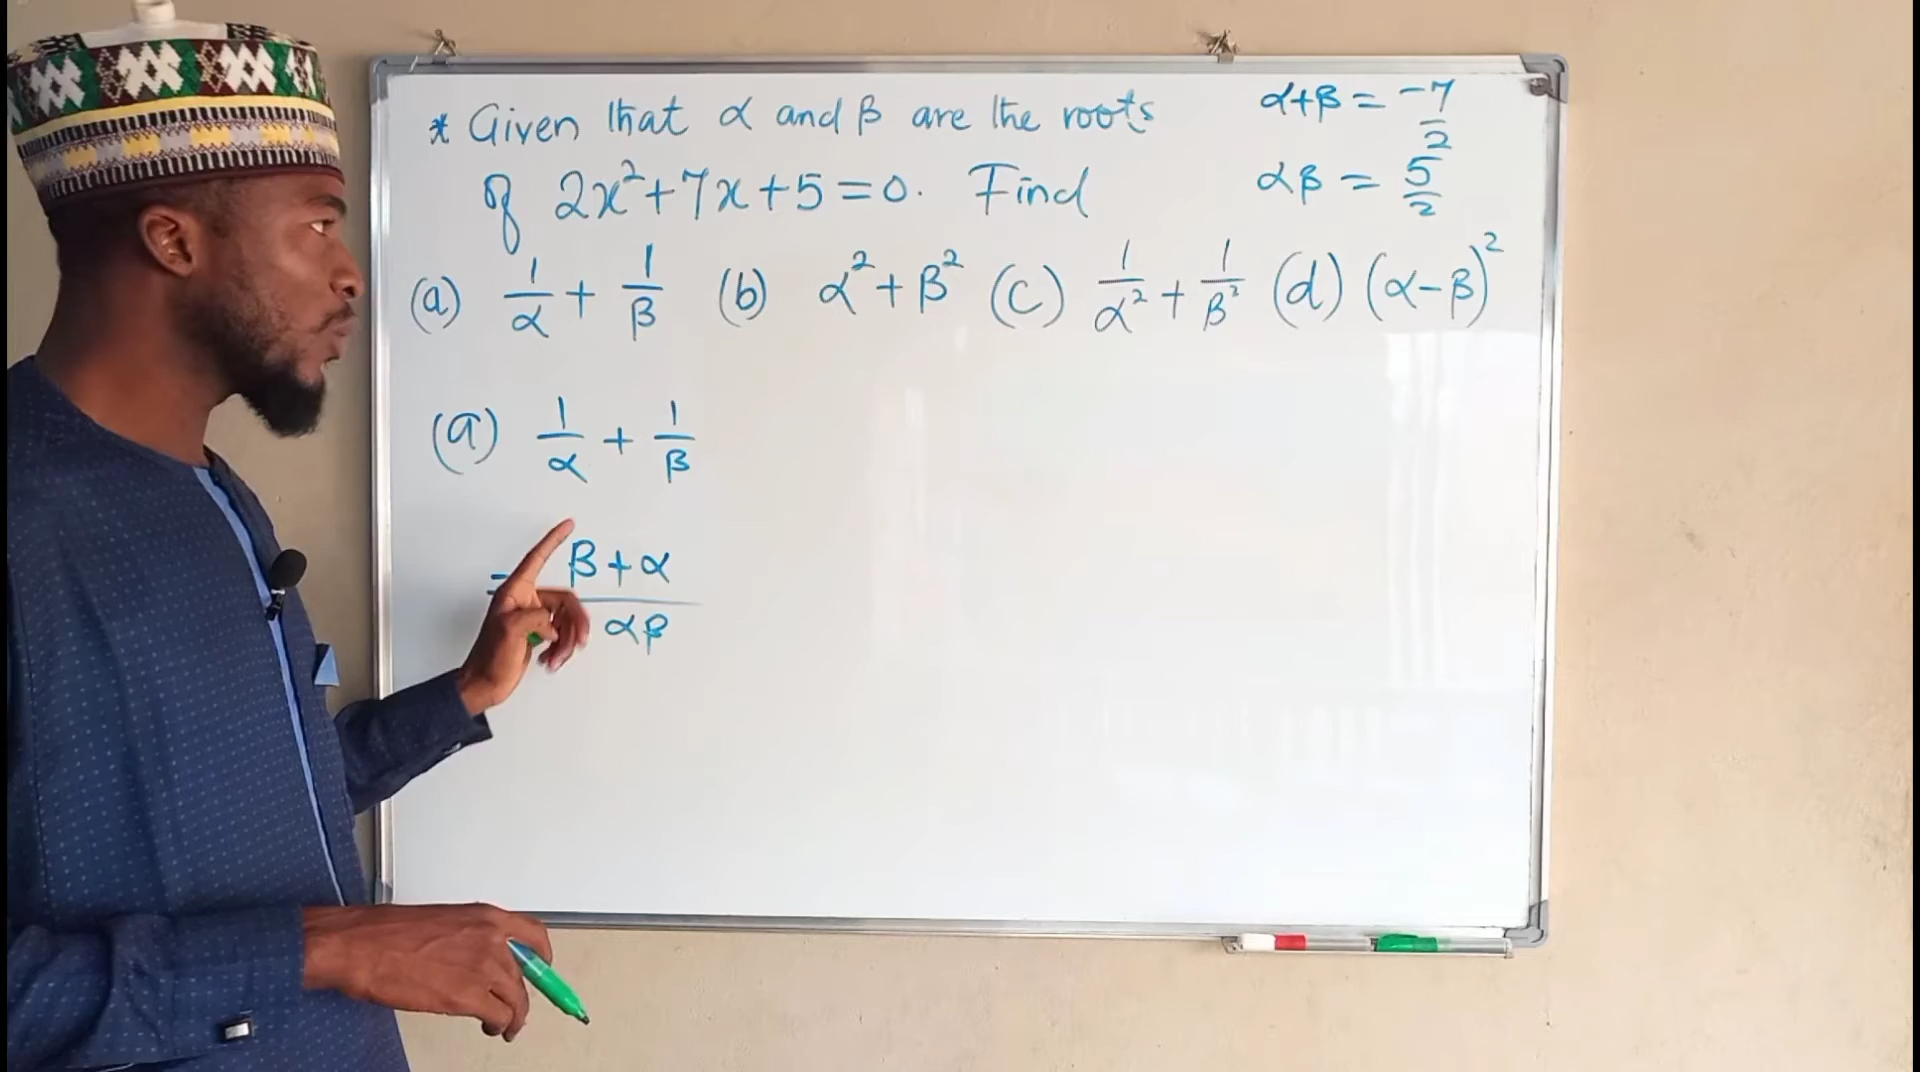 * Given that α and β are the roots
of 2x²+7x+5=0. Find
α+β = -7/2
αβ = 5/2
(a) 1/α + 1/β (b) α²+β² (c) 1/α² + 1/β² (d) (α-β)²
(a) 1/α + 1/β
= β+α/αβ